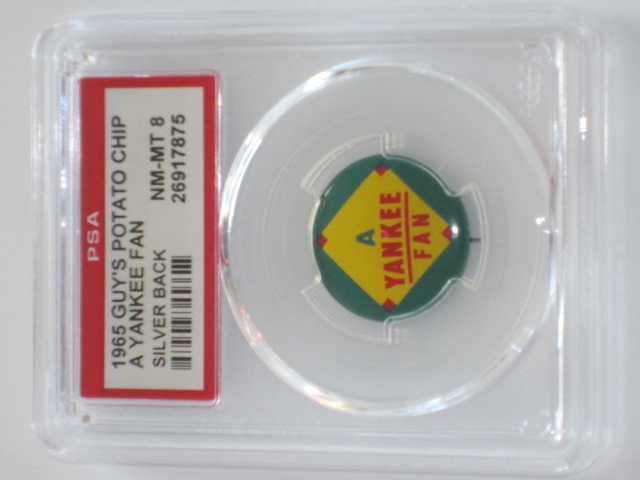 PSA
1965 GUY'S POTATO CHIP
A YANKEE FAN NM-MT 8
SILVER BACK 26917875
A
YANKEE
FAN